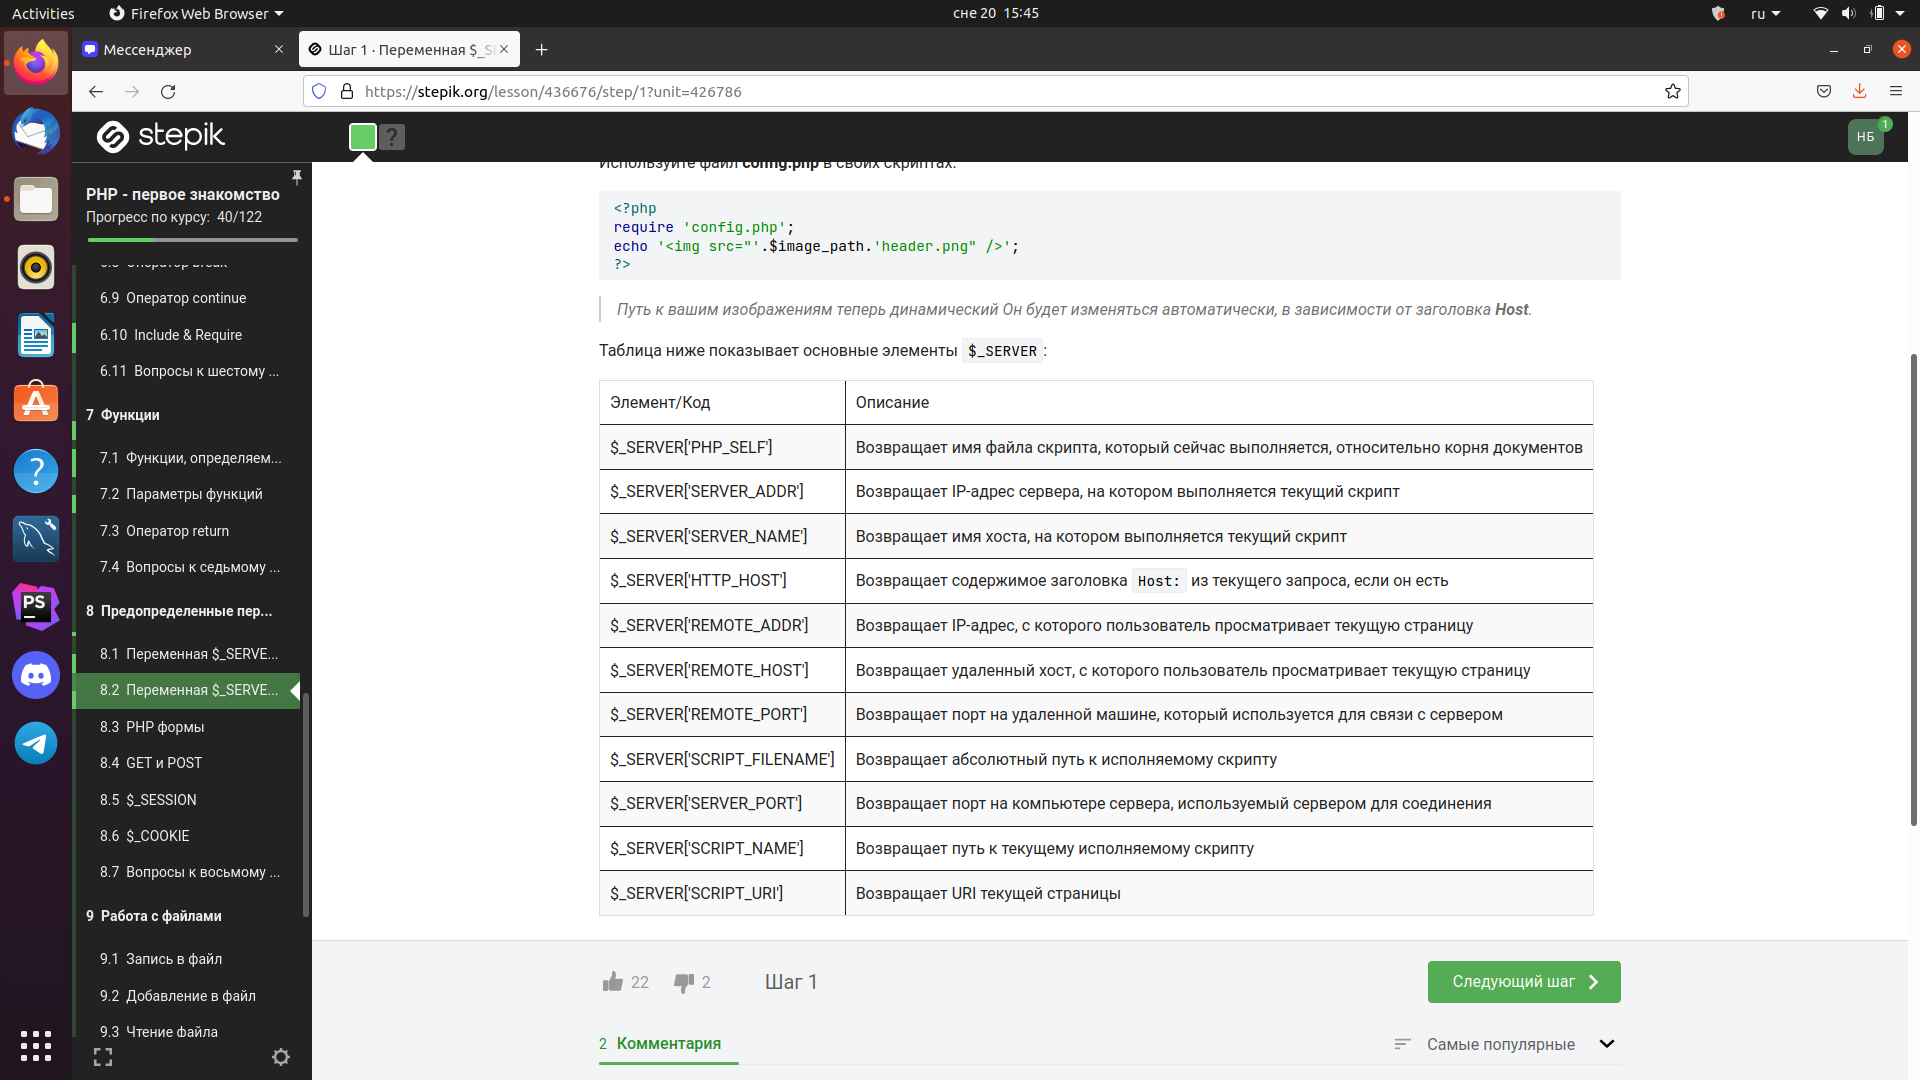 Activities
Firefox Web Browser
сне 20 15:45
ru
Мессенджер
Шаг 1 · Переменная $_S
https://stepik.org/lesson/436676/step/1?unit=426786
stepik
?
НБ
1
PHP - первое знакомство
Прогресс по курсу: 40/122
6.8 Оператор break
6.9 Оператор continue
6.10 Include & Require
6.11 Вопросы к шестому ...
7 Функции
7.1 Функции, определяем...
7.2 Параметры функций
7.3 Оператор return
7.4 Вопросы к седьмому ...
8 Предопределенные пер...
8.1 Переменная $_SERVE...
8.2 Переменная $_SERVE...
8.3 PHP формы
8.4 GET и POST
8.5 $_SESSION
8.6 $_COOKIE
8.7 Вопросы к восьмому ...
9 Работа с файлами
9.1 Запись в файл
9.2 Добавление в файл
9.3 Чтение файла
Используйте файл config.php в своих скриптах:
<?php
require 'config.php';
echo '<img src="'.$image_path.'header.png" />';
?>
Путь к вашим изображениям теперь динамический Он будет изменяться автоматически, в зависимости от заголовка Host.
Таблица ниже показывает основные элементы $_SERVER :
Элемент/Код Описание
$_SERVER['PHP_SELF'] Возвращает имя файла скрипта, который сейчас выполняется, относительно корня документов
$_SERVER['SERVER_ADDR'] Возвращает IP-адрес сервера, на котором выполняется текущий скрипт
$_SERVER['SERVER_NAME'] Возвращает имя хоста, на котором выполняется текущий скрипт
$_SERVER['HTTP_HOST'] Возвращает содержимое заголовка Host: из текущего запроса, если он есть
$_SERVER['REMOTE_ADDR'] Возвращает IP-адрес, с которого пользователь просматривает текущую страницу
$_SERVER['REMOTE_HOST'] Возвращает удаленный хост, с которого пользователь просматривает текущую страницу
$_SERVER['REMOTE_PORT'] Возвращает порт на удаленной машине, который используется для связи с сервером
$_SERVER['SCRIPT_FILENAME'] Возвращает абсолютный путь к исполняемому скрипту
$_SERVER['SERVER_PORT'] Возвращает порт на компьютере сервера, используемый сервером для соединения
$_SERVER['SCRIPT_NAME'] Возвращает путь к текущему исполняемому скрипту
$_SERVER['SCRIPT_URI'] Возвращает URI текущей страницы
22 2 Шаг 1
Следующий шаг
2 Комментария
Самые популярные
PS